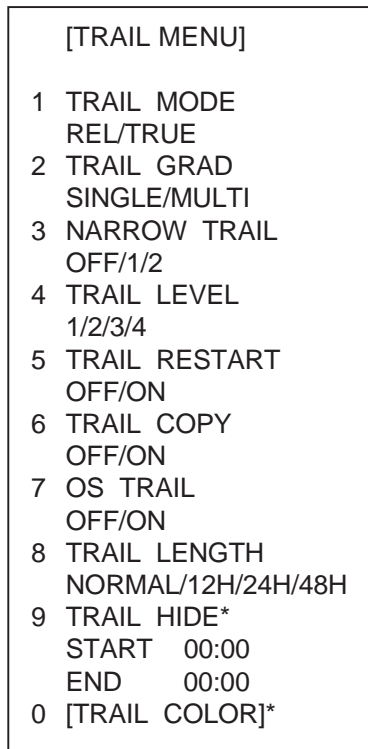 [TRAIL MENU]
1 TRAIL MODE
REL/TRUE
2 TRAIL GRAD
SINGLE/MULTI
3 NARROW TRAIL
OFF/1/2
4 TRAIL LEVEL
1/2/3/4
5 TRAIL RESTART
OFF/ON
6 TRAIL COPY
OFF/ON
7 OS TRAIL
OFF/ON
8 TRAIL LENGTH
NORMAL/12H/24H/48H
9 TRAIL HIDE*
START 00:00
END 00:00
0 [TRAIL COLOR]*